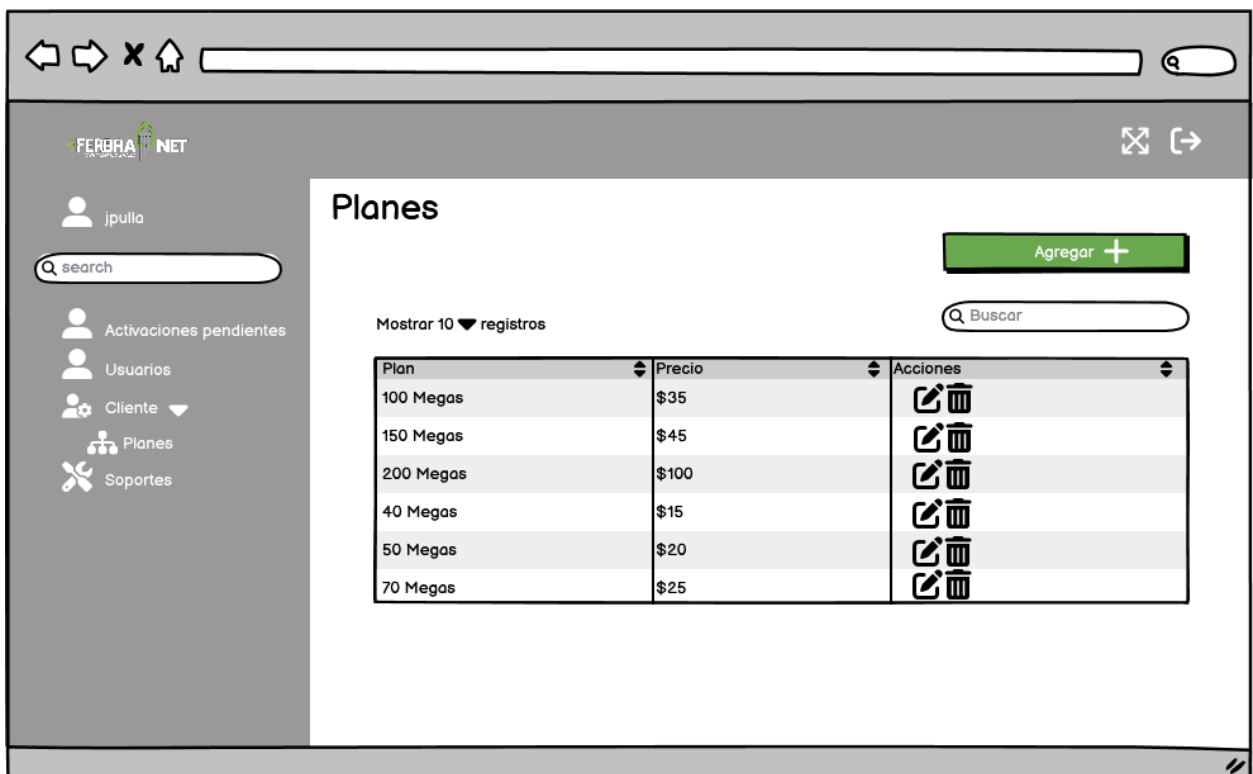 NET
jpulla
search
Activaciones pendientes
Usuarios
Cliente
Planes
Soportes
Planes
Agregar
Mostrar 10 registros
Buscar
Plan Precio Acciones
100 Megas $35
150 Megas $45
200 Megas $100
40 Megas $15
50 Megas $20
70 Megas $25